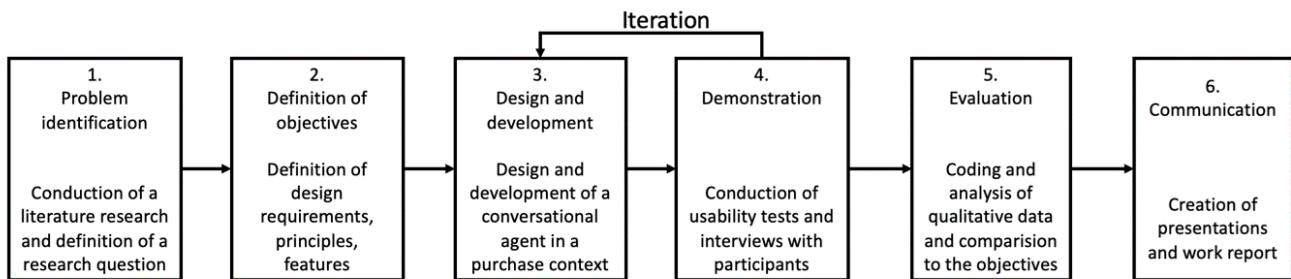 Iteration
1.
Problem
identification
Conduction of a
literature research
and definition of a
research question
2.
Definition of
objectives
Definition of
design
requirements,
principles,
features
3.
Design and
development
Design and
development of a
conversational
agent in a
purchase context
4.
Demonstration
Conduction of
usability tests and
interviews with
participants
5.
Evaluation
Coding and
analysis of
qualitative data
and comparision
to the objectives
6.
Communication
Creation of
presentations
and work report